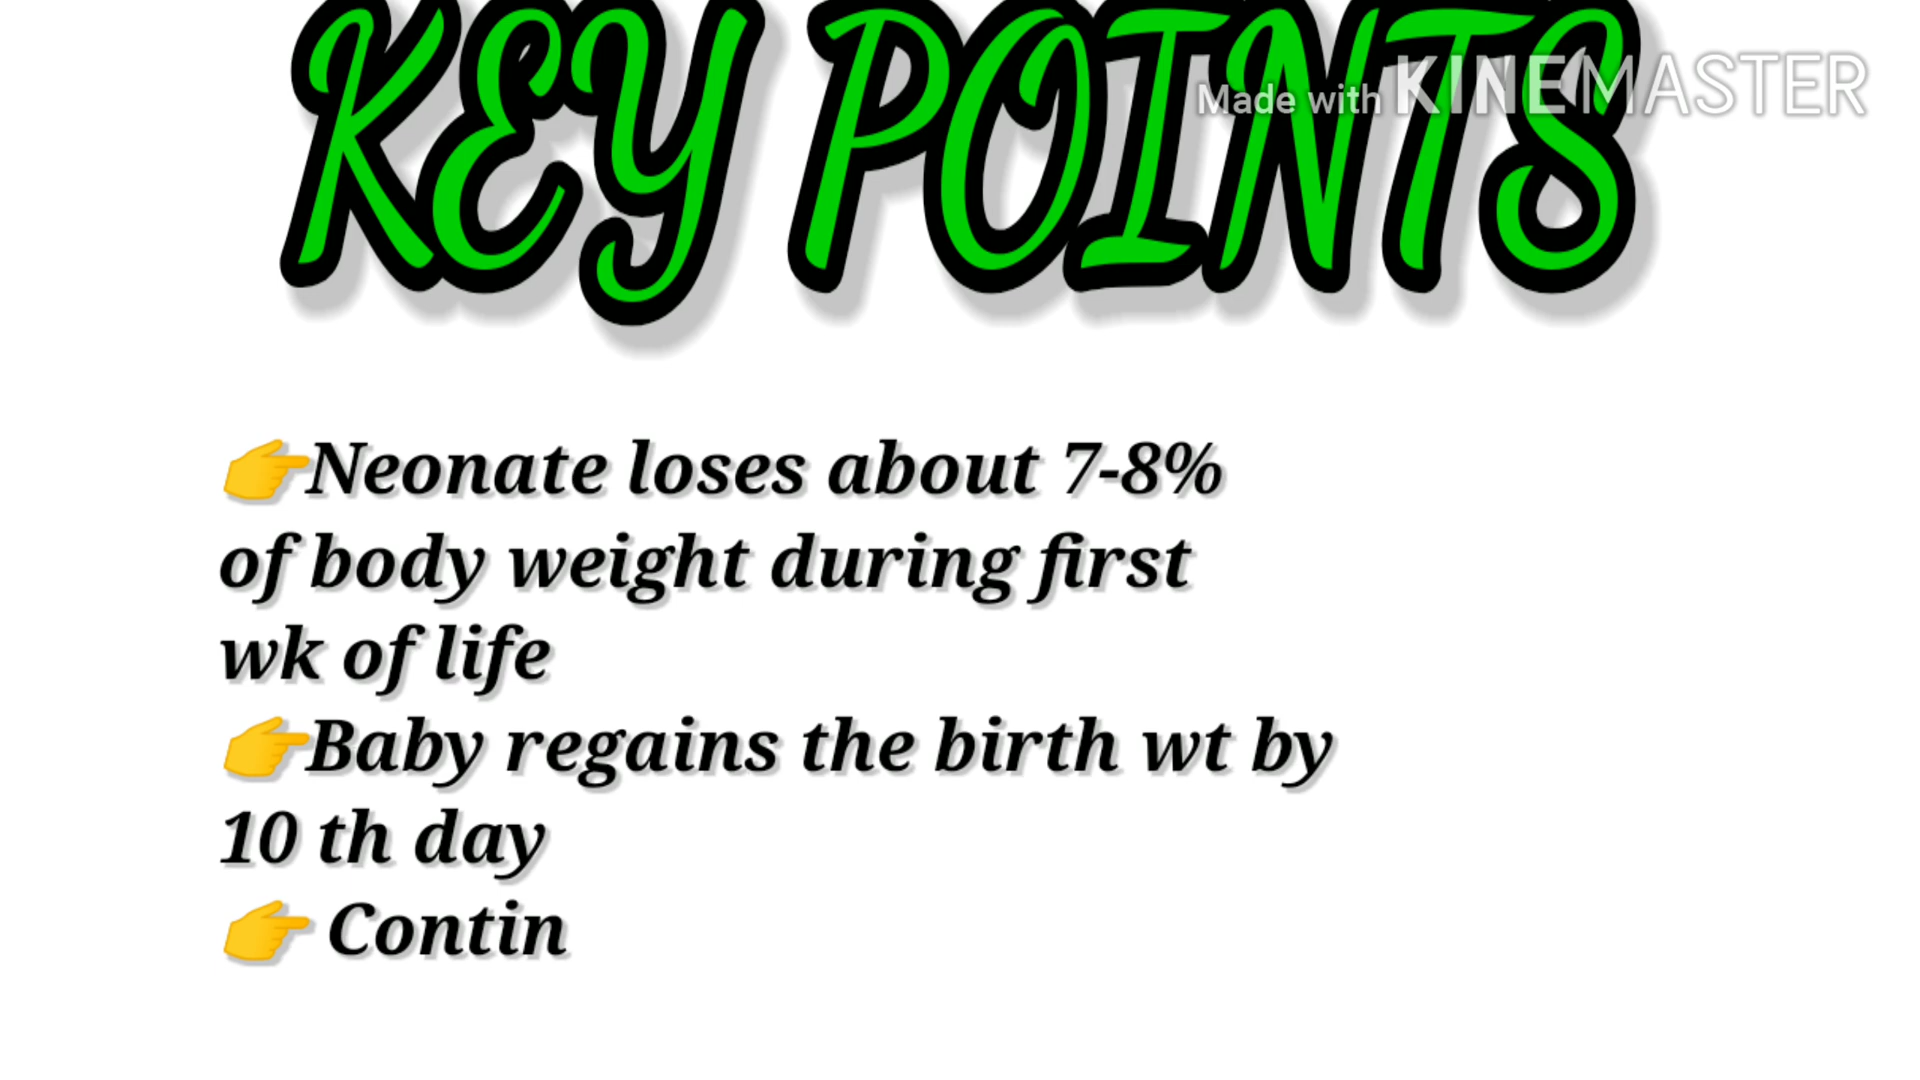 KEY POINTS
Made with KINEMASTER
👉Neonate loses about 7-8%
of body weight during first
wk of life
👉Baby regains the birth wt by
10 th day
👉 Contin